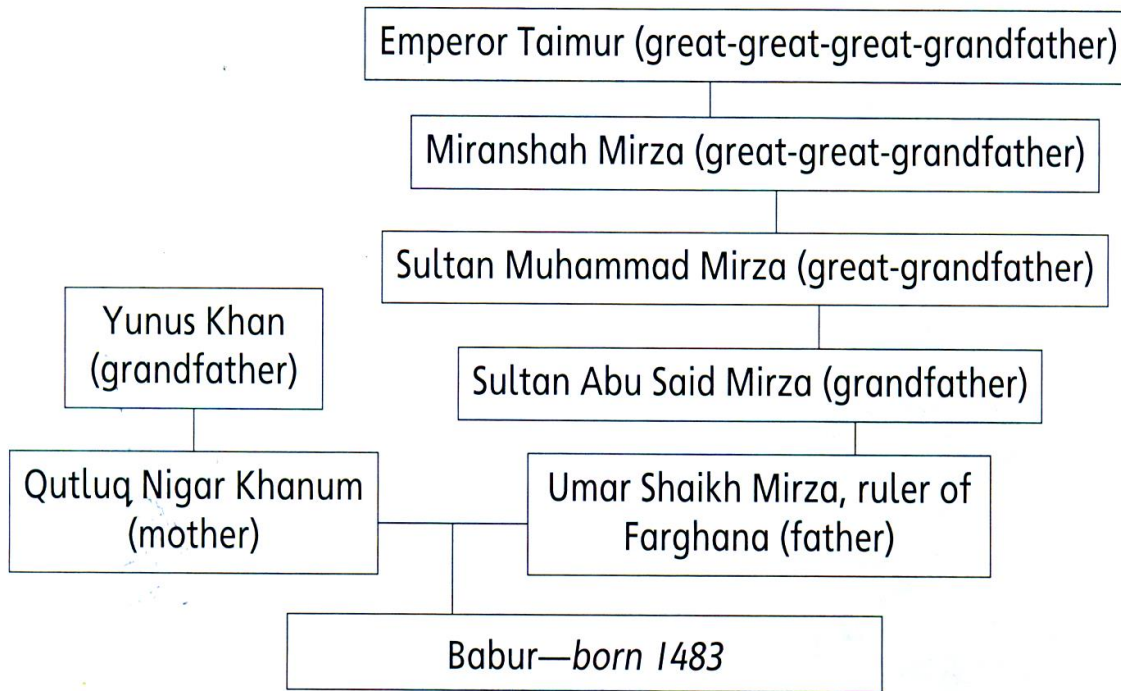 Emperor Taimur (great-great-great-grandfather)
Miranshah Mirza (great-great-grandfather)
Sultan Muhammad Mirza (great-grandfather)
Yunus Khan
(grandfather)
Sultan Abu Said Mirza (grandfather)
Qutluq Nigar Khanum
(mother)
Umar Shaikh Mirza, ruler of
Farghana (father)
Babur—born 1483